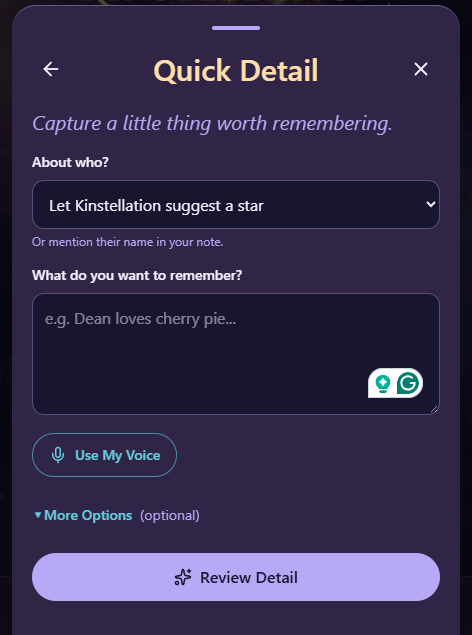 Quick Detail
Capture a little thing worth remembering.
About who?
Let Kinstellation suggest a star
Or mention their name in your note.
What do you want to remember?
e.g. Dean loves cherry pie...
Use My Voice
More Options (optional)
Review Detail